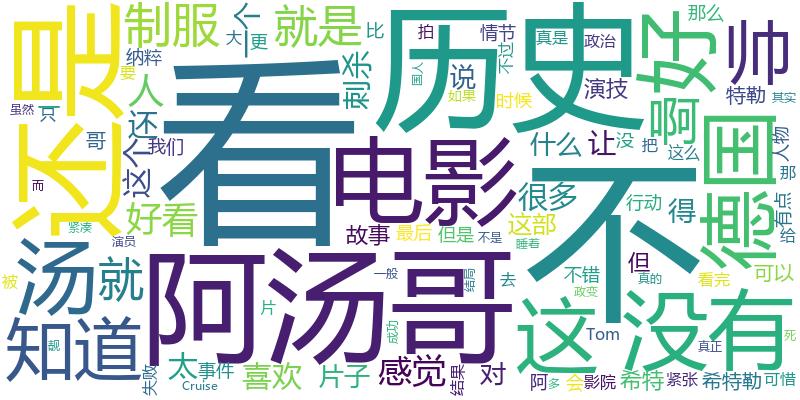 还是
看
历史
不
电影
阿汤哥
没有
这
德国
好
哥
帅
汤
知道
就
制服
就是
一个
人
还
这个
好看
刺杀
说
比
拍
情节
真是
政治
那么
更
大
纳粹
要
只
虽然
哥
我们
而
紧凑
演员
被
国人
如果
时候
不过
演技
特勒
其实
什么
让
没
把
这么
那
人物
有点
给
很多
这部
行动
得
故事
最后
但是
不是
睡着
不错
但
看完
可以
政变
真的
一般
结局
去
片
成功
Tom
真正
死
靓
失败
太
事件
Cruise
喜欢
片子
感觉
结果
对
阿
多
会
影院
希特
紧张
希特勒
可惜